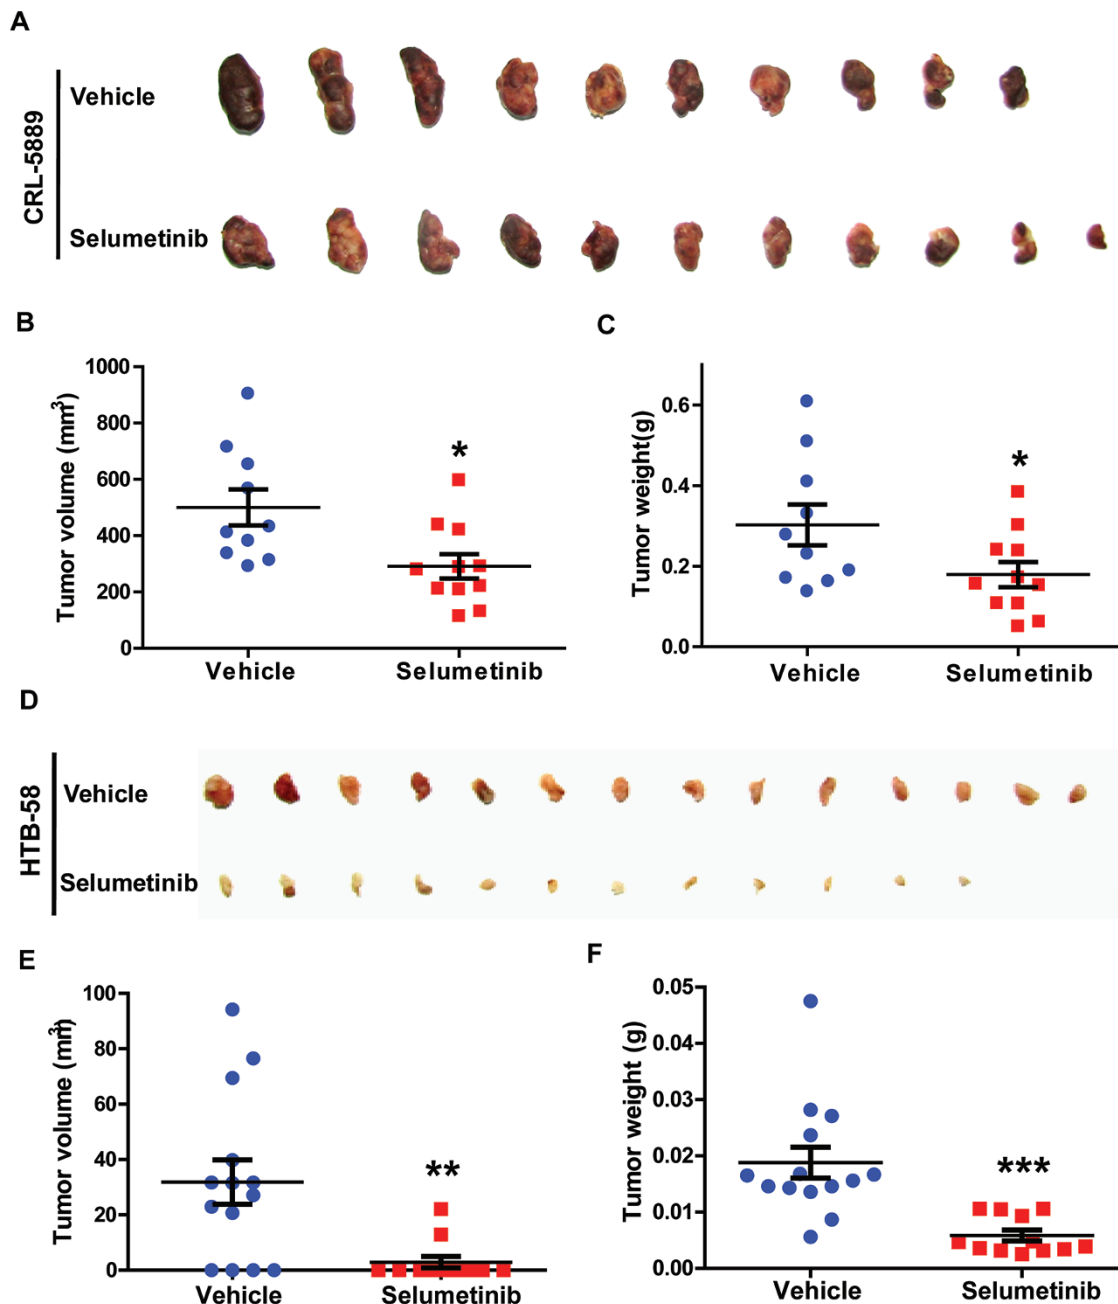 A
CRL-5889
Vehicle
Selumetinib
B
Tumor volume (mm³)
1000
800
600
400
200
0
*
Vehicle
Selumetinib
C
Tumor weight(g)
0.6
0.4
0.2
0.0
*
Vehicle
Selumetinib
D
HTB-58
Vehicle
Selumetinib
E
Tumor volume (mm³)
100
80
60
40
20
0
**
Vehicle
Selumetinib
F
Tumor weight (g)
0.05
0.04
0.03
0.02
0.01
0.00
***
Vehicle
Selumetinib